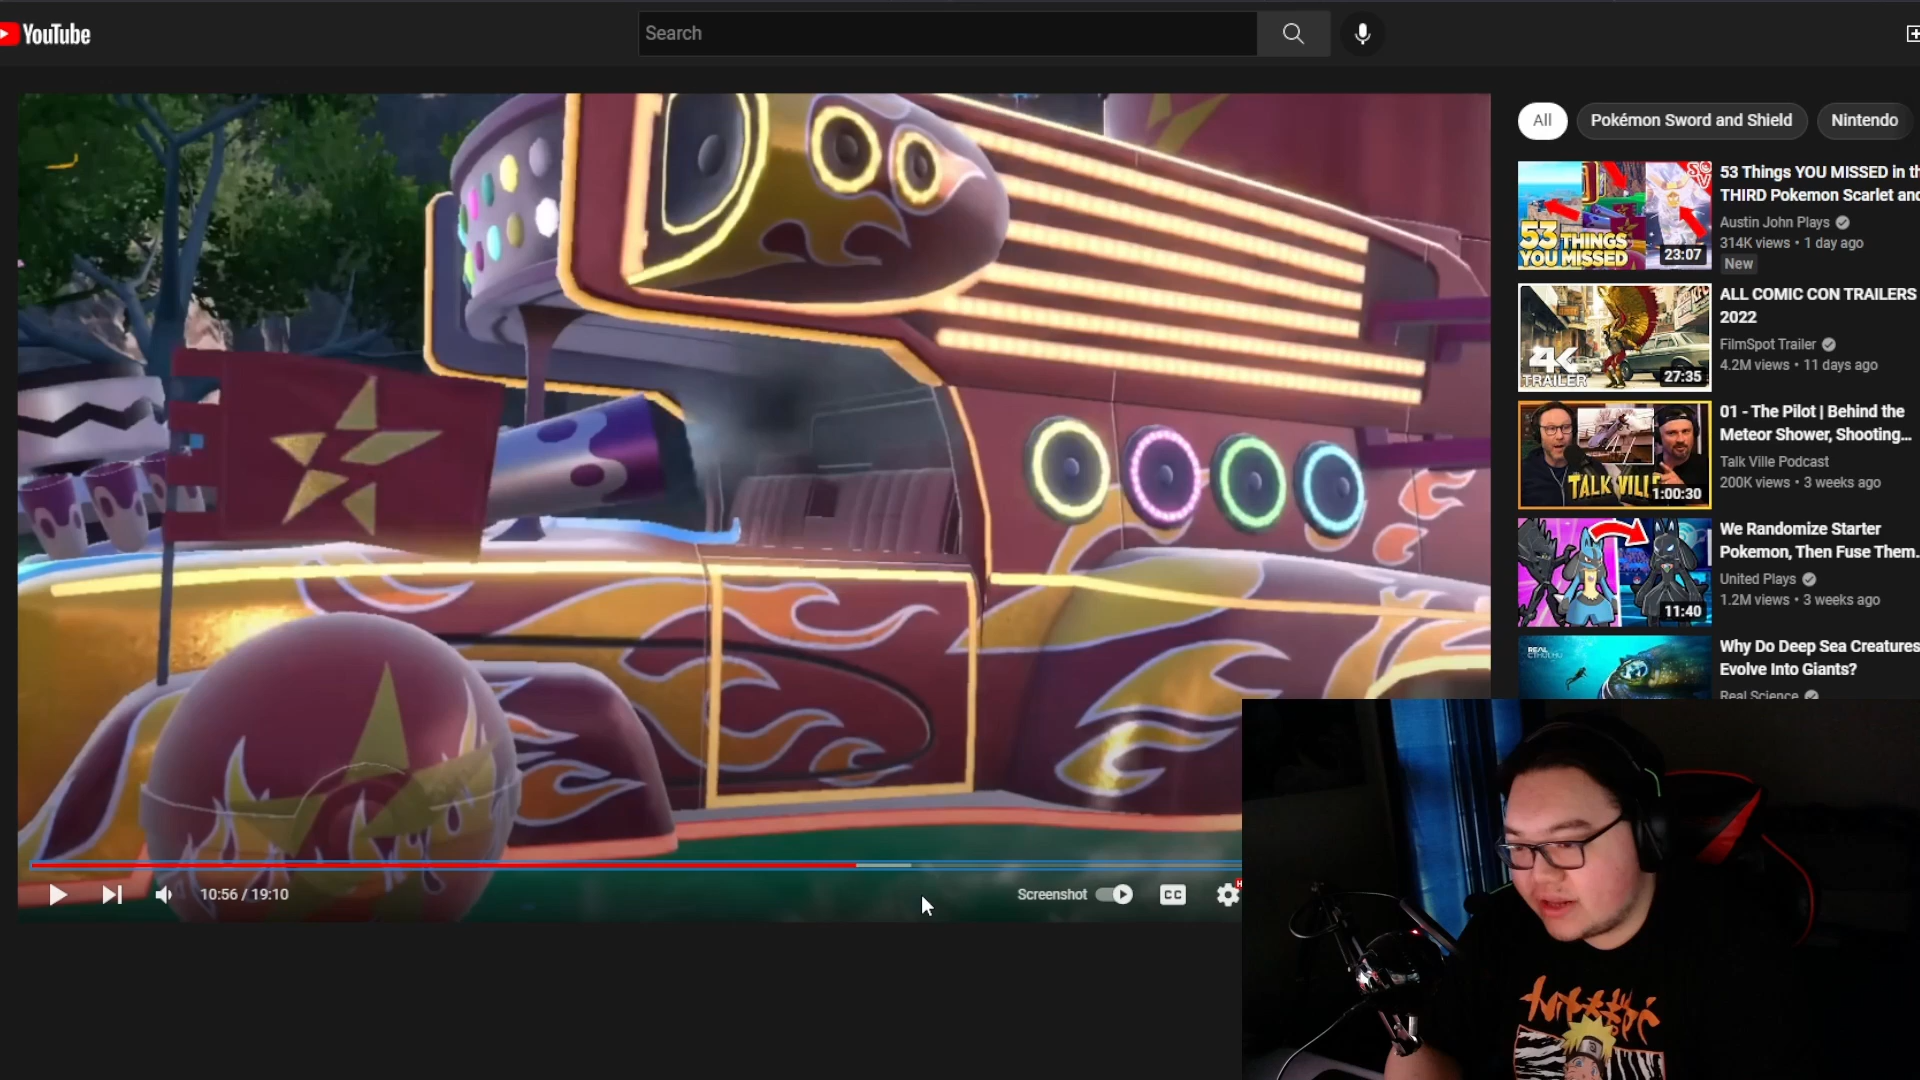 YouTube
Search
All
Pokémon Sword and Shield
Nintendo
53 THINGS
YOU MISSED
23:07
53 Things YOU MISSED in th
THIRD Pokemon Scarlet and
Austin John Plays
314K views • 1 day ago
New
4K
TRAILER
27:35
ALL COMIC CON TRAILERS
2022
FilmSpot Trailer
4.2M views • 11 days ago
TALK VILLE
1:00:30
01 - The Pilot | Behind the
Meteor Shower, Shooting...
Talk Ville Podcast
200K views • 3 weeks ago
11:40
We Randomize Starter
Pokemon, Then Fuse Them...
United Plays
1.2M views • 3 weeks ago
REAL
Why Do Deep Sea Creatures
Evolve Into Giants?
Real Science
10:56 / 19:10
Screenshot
CC